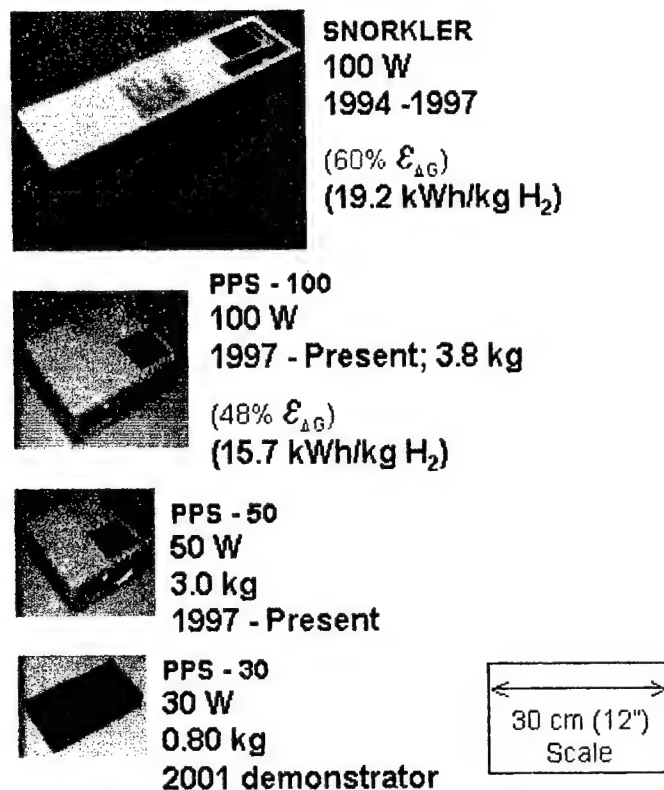 SNORKLER
100 W
1994 -1997
(60% ℰ_ΔG)
(19.2 kWh/kg H₂)
PPS - 100
100 W
1997 - Present; 3.8 kg
(48% ℰ_ΔG)
(15.7 kWh/kg H₂)
PPS - 50
50 W
3.0 kg
1997 - Present
PPS - 30
30 W
0.80 kg
2001 demonstrator
30 cm (12")
Scale